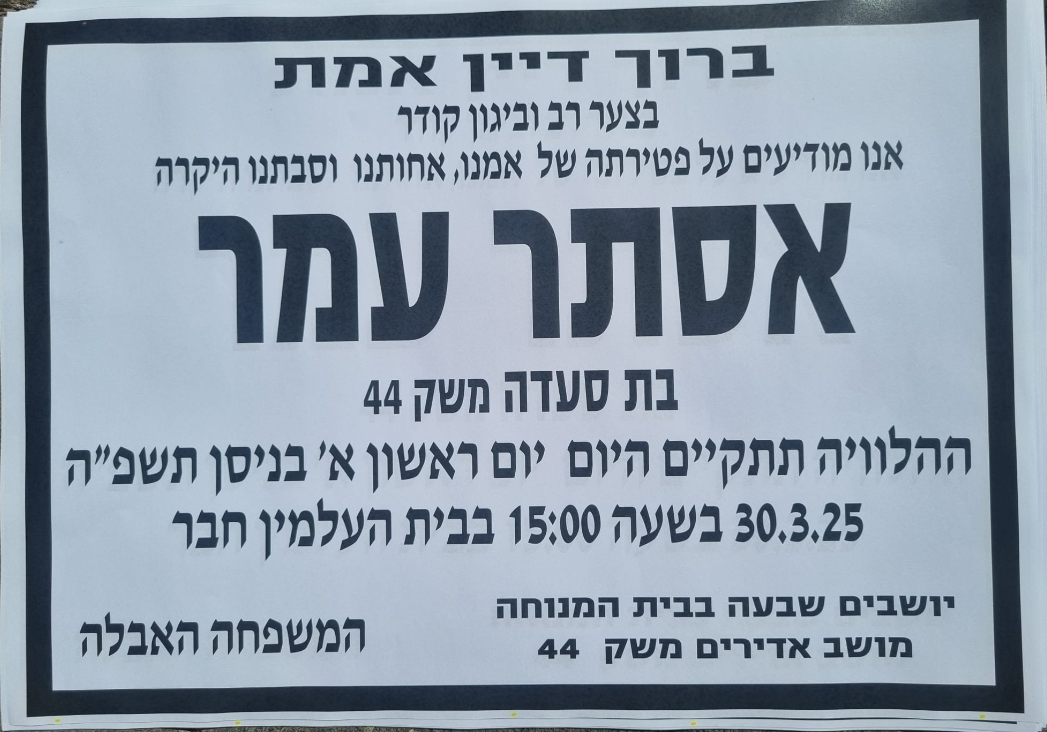 ברוך דיין אמת
בצער רב וביגון קודר
אנו מודיעים על פטירתה של אמנו, אחותנו וסבתנו היקרה
אסתר עמר
בת סעדה משק 44
ההלוויה תתקיים היום יום ראשון א' בניסן תשפ"ה
30.3.25 בשעה 15:00 בבית העלמין חבר
יושבים שבעה בבית המנוחה
מושב אדירים משק 44
המשפחה האבלה